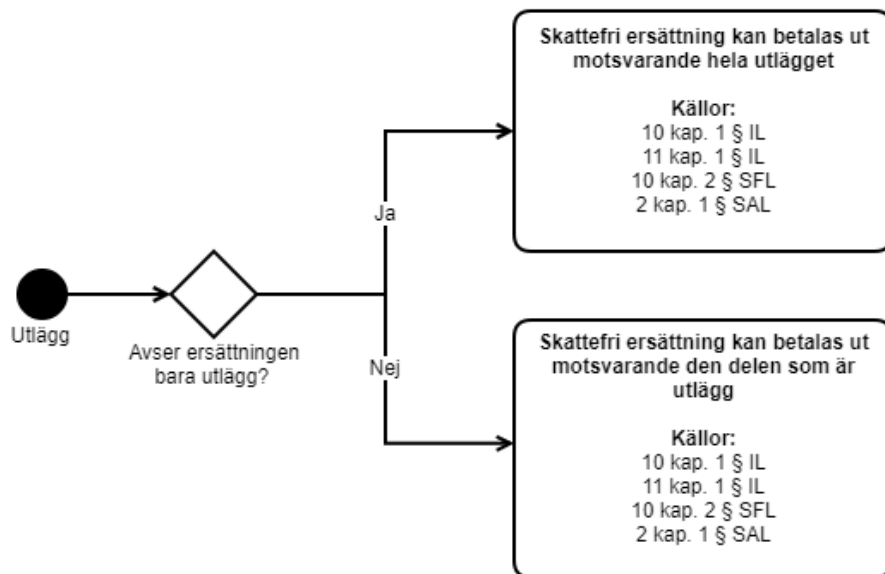 Utlägg
Avser ersättningen
bara utlägg?
Ja
Skattefri ersättning kan betalas ut
motsvarande hela utlägget
Källor:
10 kap. 1 § IL
11 kap. 1 § IL
10 kap. 2 § SFL
2 kap. 1 § SAL
Nej
Skattefri ersättning kan betalas ut
motsvarande den delen som är
utlägg
Källor:
10 kap. 1 § IL
11 kap. 1 § IL
10 kap. 2 § SFL
2 kap. 1 § SAL